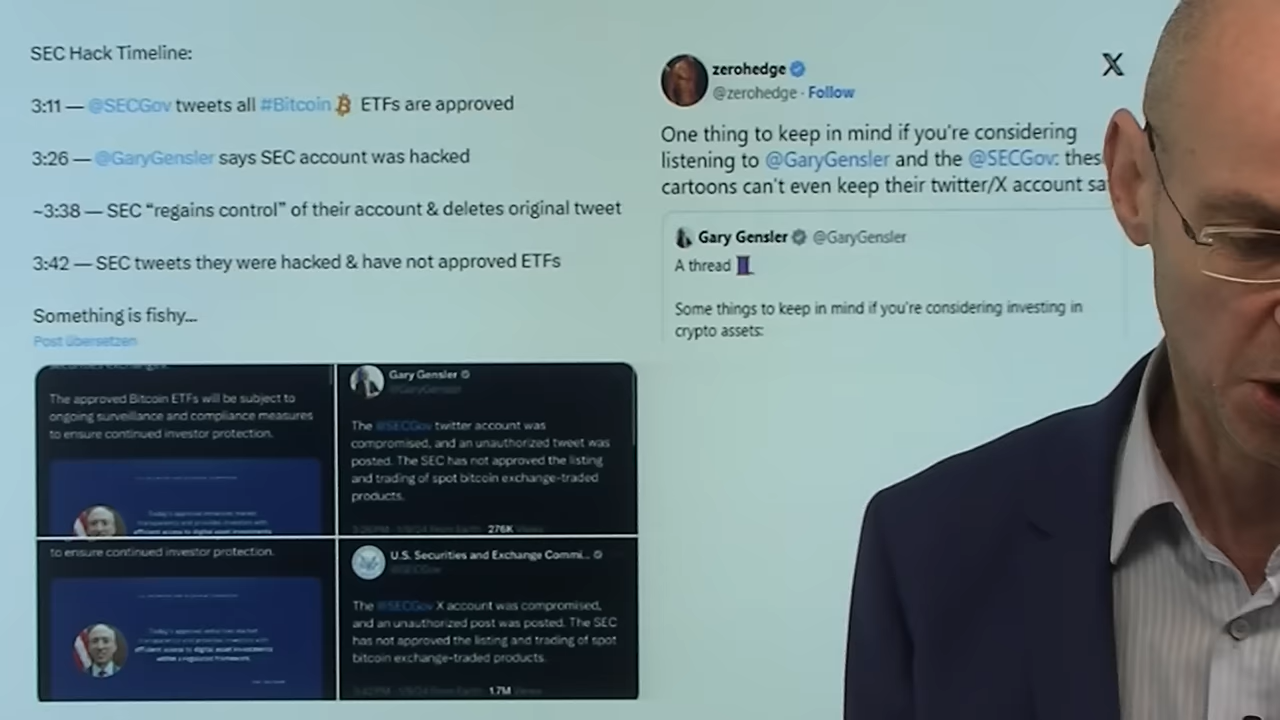 SEC Hack Timeline:
3:11 — @SECGov tweets all #Bitcoin ETFs are approved
3:26 — @GaryGensler says SEC account was hacked
~3:38 — SEC “regains control” of their account & deletes original tweet
3:42 — SEC tweets they were hacked & have not approved ETFs
Something is fishy...
Post übersetzen
The approved Bitcoin ETFs will be subject to
ongoing surveillance and compliance measures
to ensure continued investor protection.
Gary Gensler
The @SECGov twitter account was
compromised, and an unauthorized tweet was
posted. The SEC has not approved the listing
and trading of spot bitcoin exchange-traded
products.
276K Views
to ensure continued investor protection.
U.S. Securities and Exchange Commi...
@SECGov
The @SECGov X account was compromised,
and an unauthorized post was posted. The SEC
has not approved the listing and trading of spot
bitcoin exchange-traded products.
1.7M Views
X
zerohedge
@zerohedge · Follow
One thing to keep in mind if you're considering
listening to @GaryGensler and the @SECGov: thes
cartoons can't even keep their twitter/X account sa
Gary Gensler @GaryGensler
A thread
Some things to keep in mind if you're considering investing in
crypto assets: